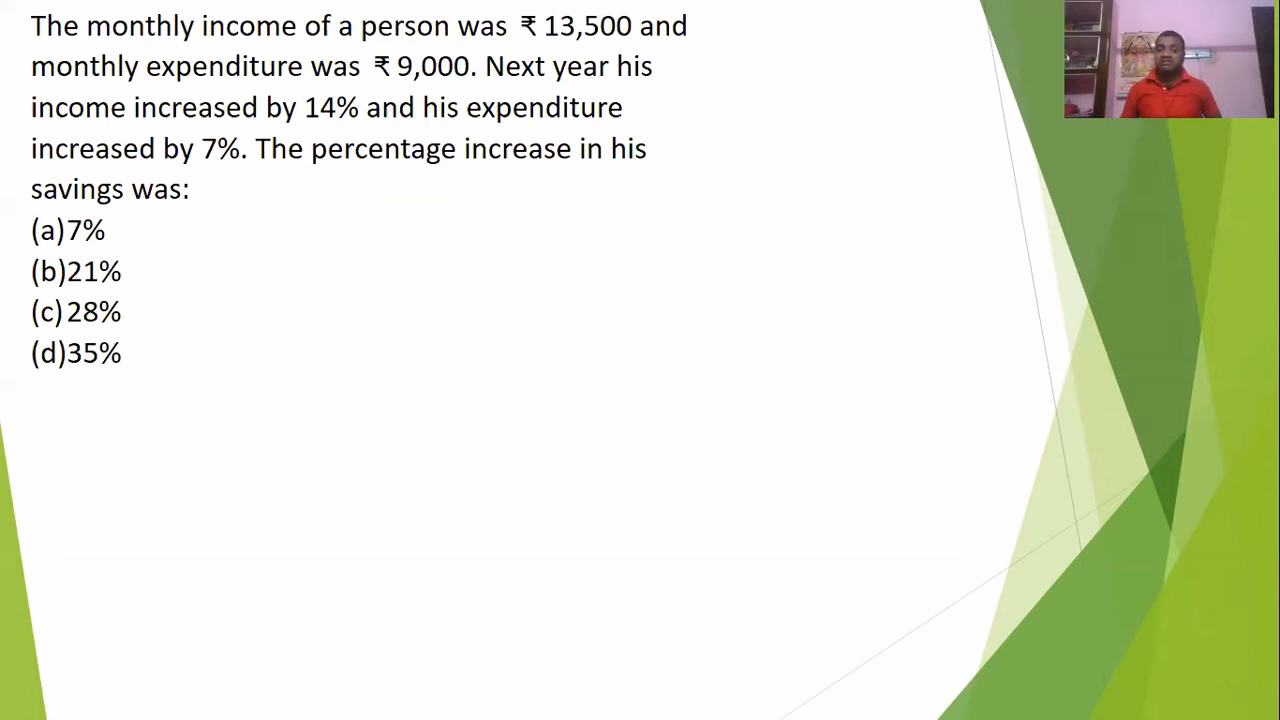 The monthly income of a person was ₹ 13,500 and
monthly expenditure was ₹ 9,000. Next year his
income increased by 14% and his expenditure
increased by 7%. The percentage increase in his
savings was:
(a)7%
(b)21%
(c)28%
(d)35%